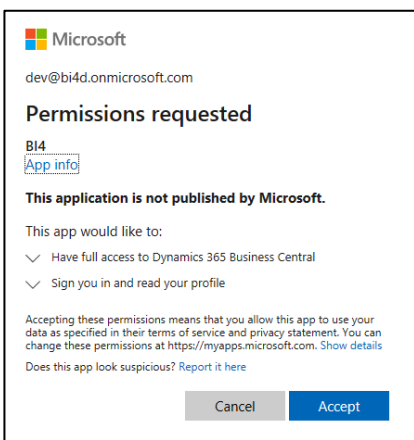 Microsoft
dev@bi4d.onmicrosoft.com
Permissions requested
BI4
App info
This application is not published by Microsoft.
This app would like to:
Have full access to Dynamics 365 Business Central
Sign you in and read your profile
Accepting these permissions means that you allow this app to use your
data as specified in their terms of service and privacy statement. You can
change these permissions at https://myapps.microsoft.com. Show details
Does this app look suspicious? Report it here
Cancel Accept